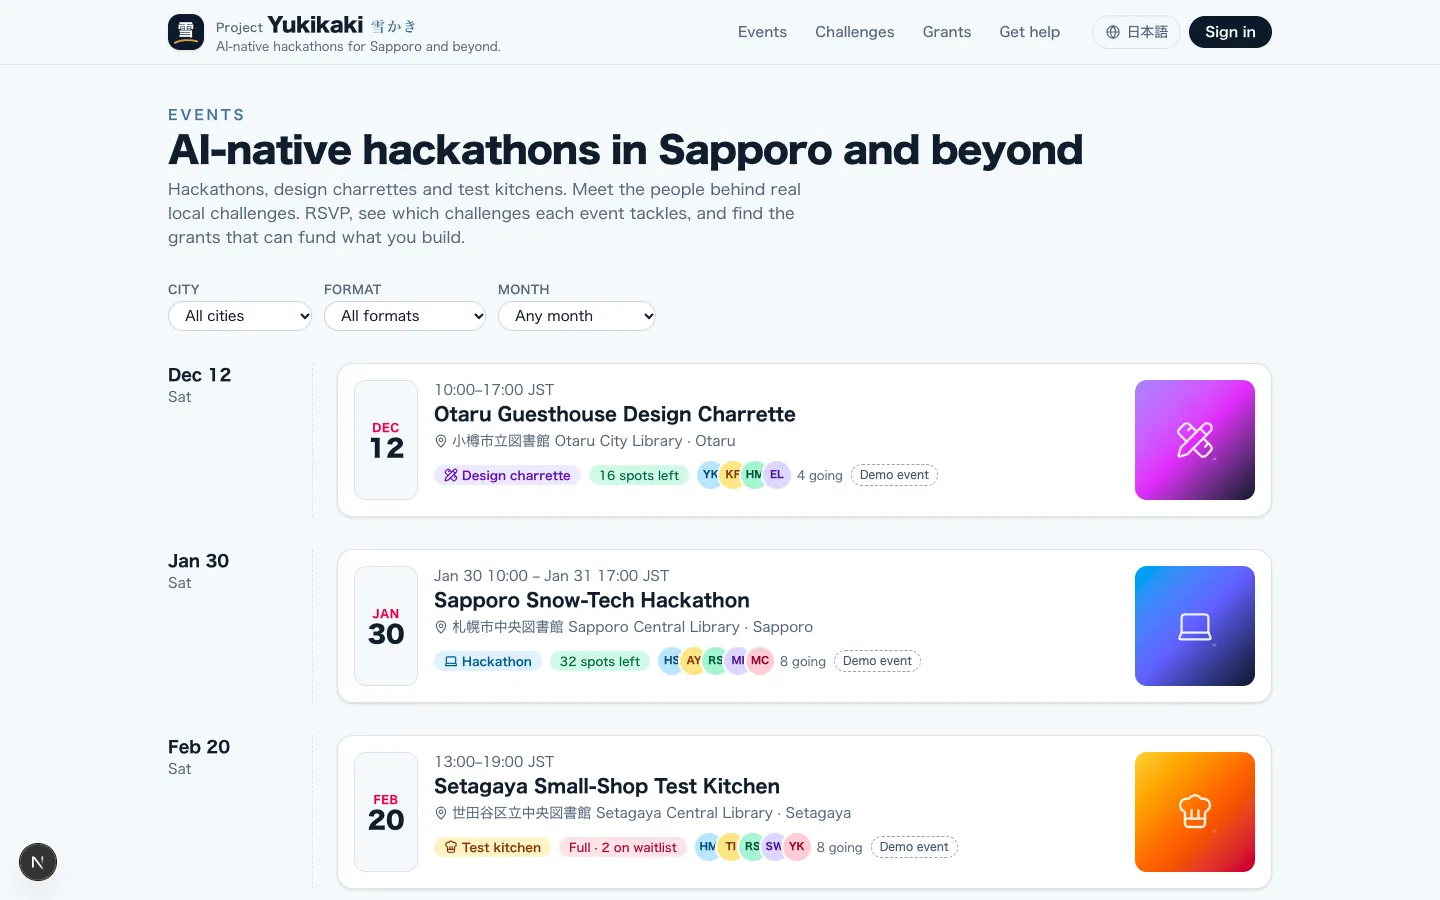 雪 Project Yukikaki 雪かき
AI-native hackathons for Sapporo and beyond.
Events Challenges Grants Get help 日本語 Sign in
EVENTS
AI-native hackathons in Sapporo and beyond
Hackathons, design charrettes and test kitchens. Meet the people behind real
local challenges. RSVP, see which challenges each event tackles, and find the
grants that can fund what you build.
CITY FORMAT MONTH
All cities All formats Any month
Dec 12
Sat
DEC
12
10:00–17:00 JST
Otaru Guesthouse Design Charrette
小樽市立図書館 Otaru City Library · Otaru
Design charrette 16 spots left YK KF HM EL 4 going Demo event
Jan 30
Sat
JAN
30
Jan 30 10:00 – Jan 31 17:00 JST
Sapporo Snow-Tech Hackathon
札幌市中央図書館 Sapporo Central Library · Sapporo
Hackathon 32 spots left HS AY RS MC 8 going Demo event
Feb 20
Sat
FEB
20
13:00–19:00 JST
Setagaya Small-Shop Test Kitchen
世田谷区立中央図書館 Setagaya Central Library · Setagaya
Test kitchen Full · 2 on waitlist HM RS SW YK 8 going Demo event
N